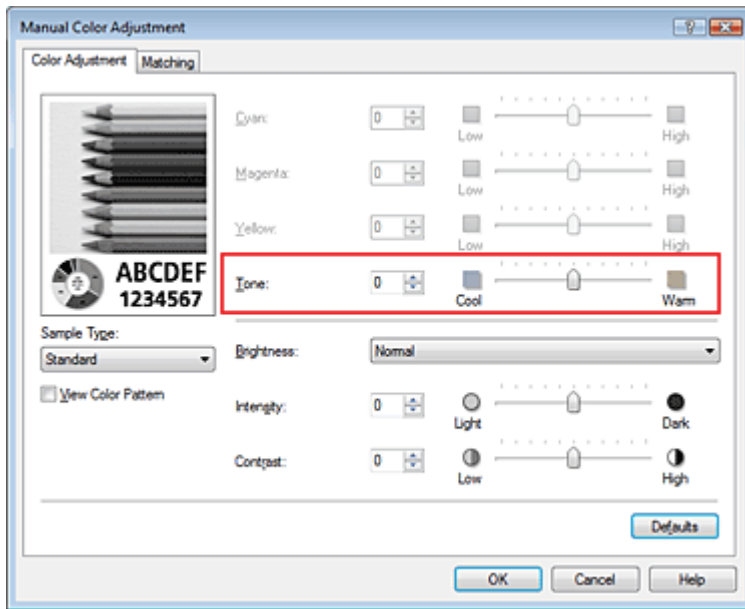 Manual Color Adjustment
Color Adjustment Matching
Cyan: 0 Low High
Magenta: 0 Low High
Yellow: 0 Low High
ABCDEF
1234567
Tone: 0 Cool Warm
Sample Type:
Standard
Brightness: Normal
View Color Pattern
Intensity: 0 Light Dark
Contrast: 0 Low High
Defaults
OK Cancel Help